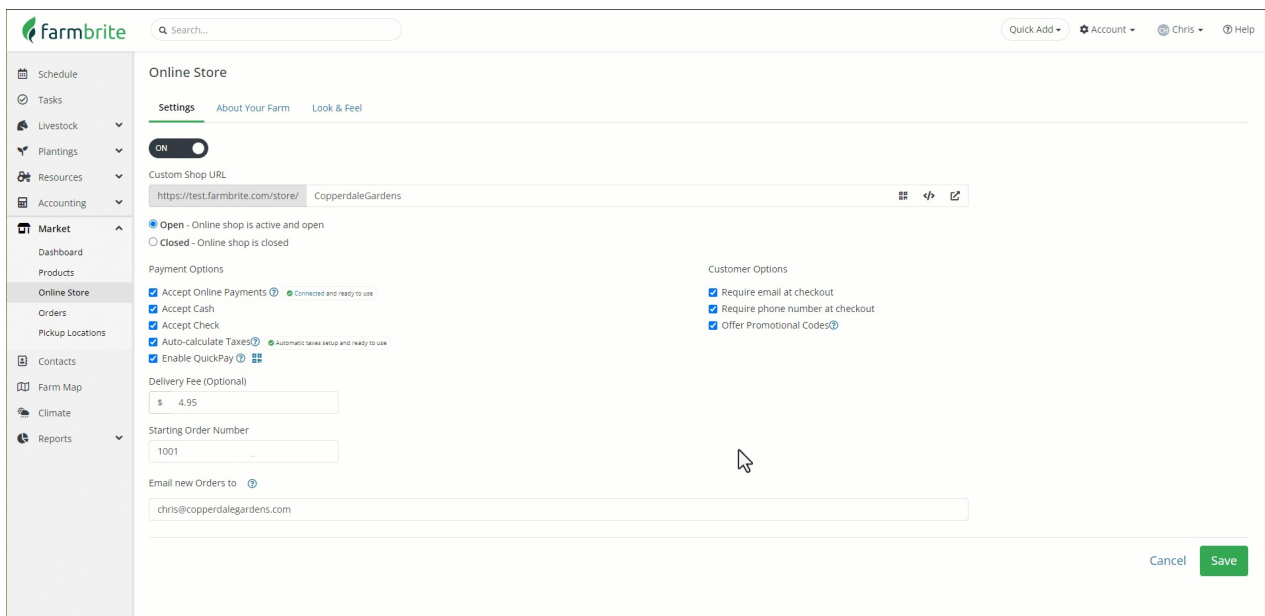 farmbrite
Search...
Quick Add
Account
CH Chris
Help
Schedule
Tasks
Livestock
Plantings
Resources
Accounting
Market
Dashboard
Products
Online Store
Orders
Pickup Locations
Contacts
Farm Map
Climate
Reports
Online Store
Settings About Your Farm Look & Feel
ON
Custom Shop URL
https://test.farmbrite.com/store/ CopperdaleGardens
Open - Online shop is active and open
Closed - Online shop is closed
Payment Options
Accept Online Payments Connected and ready to use
Accept Cash
Accept Check
Auto-calculate Taxes Automatic taxes setup and ready to use
Enable QuickPay
Customer Options
Require email at checkout
Require phone number at checkout
Offer Promotional Codes
Delivery Fee (Optional)
$ 4.95
Starting Order Number
1001
Email new Orders to
chris@copperdalegardens.com
Cancel Save